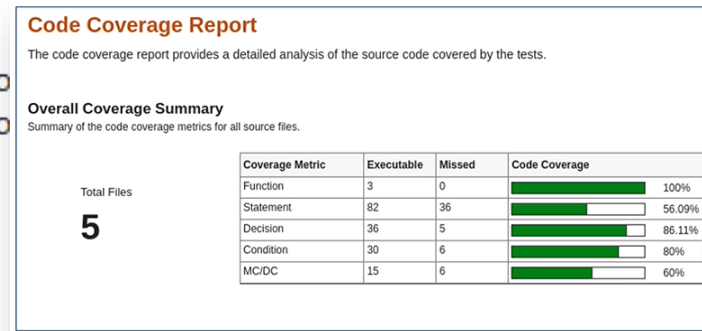 Code Coverage Report
The code coverage report provides a detailed analysis of the source code covered by the tests.
Overall Coverage Summary
Summary of the code coverage metrics for all source files.
Total Files
5
Coverage Metric Executable Missed Code Coverage
Function 3 0 100%
Statement 82 36 56.09%
Decision 36 5 86.11%
Condition 30 6 80%
MC/DC 15 6 60%